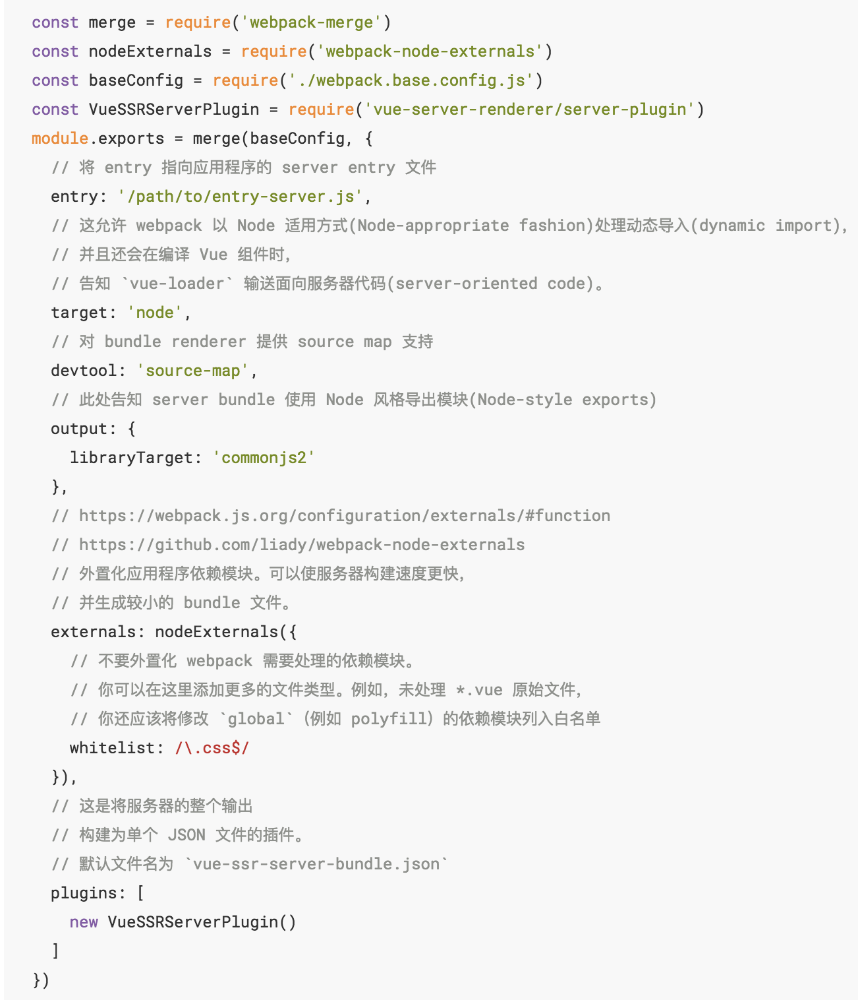 const merge = require('webpack-merge')
const nodeExternals = require('webpack-node-externals')
const baseConfig = require('./webpack.base.config.js')
const VueSSRServerPlugin = require('vue-server-renderer/server-plugin')
module.exports = merge(baseConfig, {
  // 将 entry 指向应用程序的 server entry 文件
  entry: '/path/to/entry-server.js',
  // 这允许 webpack 以 Node 适用方式(Node-appropriate fashion)处理动态导入(dynamic import)，
  // 并且还会在编译 Vue 组件时，
  // 告知 `vue-loader` 输送面向服务器代码(server-oriented code)。
  target: 'node',
  // 对 bundle renderer 提供 source map 支持
  devtool: 'source-map',
  // 此处告知 server bundle 使用 Node 风格导出模块(Node-style exports)
  output: {
    libraryTarget: 'commonjs2'
  },
  // https://webpack.js.org/configuration/externals/#function
  // https://github.com/liady/webpack-node-externals
  // 外置化应用程序依赖模块。可以使服务器构建速度更快，
  // 并生成较小的 bundle 文件。
  externals: nodeExternals({
    // 不要外置化 webpack 需要处理的依赖模块。
    // 你可以在这里添加更多的文件类型。例如，未处理 *.vue 原始文件，
    // 你还应该将修改 `global`（例如 polyfill）的依赖模块列入白名单
    whitelist: /\.css$/
  }),
  // 这是将服务器的整个输出
  // 构建为单个 JSON 文件的插件。
  // 默认文件名为 `vue-ssr-server-bundle.json`
  plugins: [
    new VueSSRServerPlugin()
  ]
})